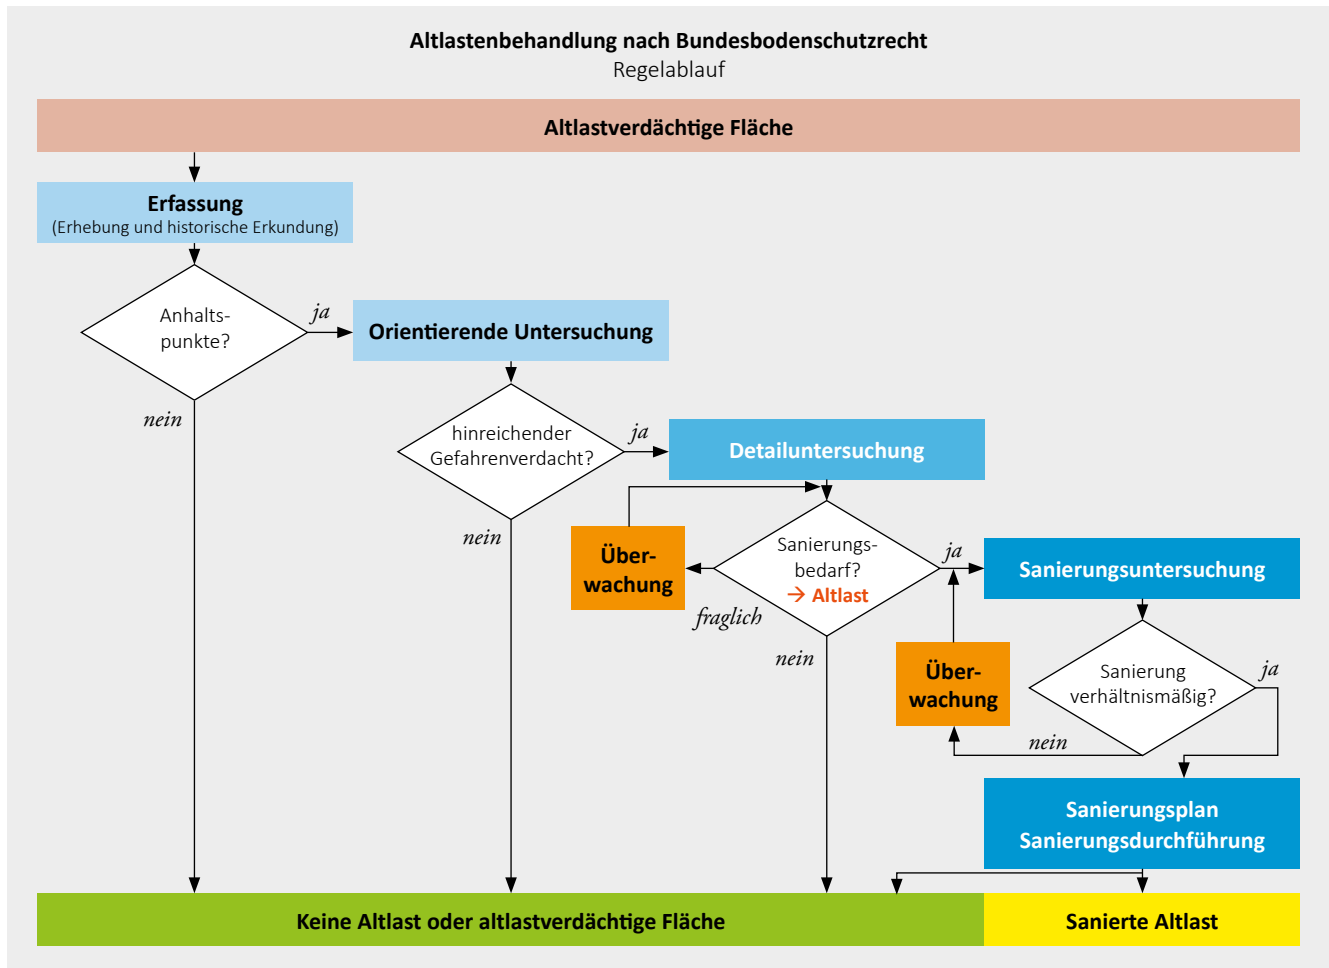 Altlastenbehandlung nach Bundesbodenschutzrecht
Regelablauf
Altlastverdächtige Fläche
Erfassung
(Erhebung und historische Erkundung)
Anhalts-
punkte?
ja
nein
Orientierende Untersuchung
hinreichender
Gefahrenverdacht?
ja
nein
Detailuntersuchung
Über-
wachung
Sanierungs-
bedarf?
→ Altlast
fraglich
ja
nein
Sanierungsuntersuchung
Über-
wachung
Sanierung
verhältnismäßig?
ja
nein
Sanierungsplan
Sanierungsdurchführung
Keine Altlast oder altlastverdächtige Fläche
Sanierte Altlast